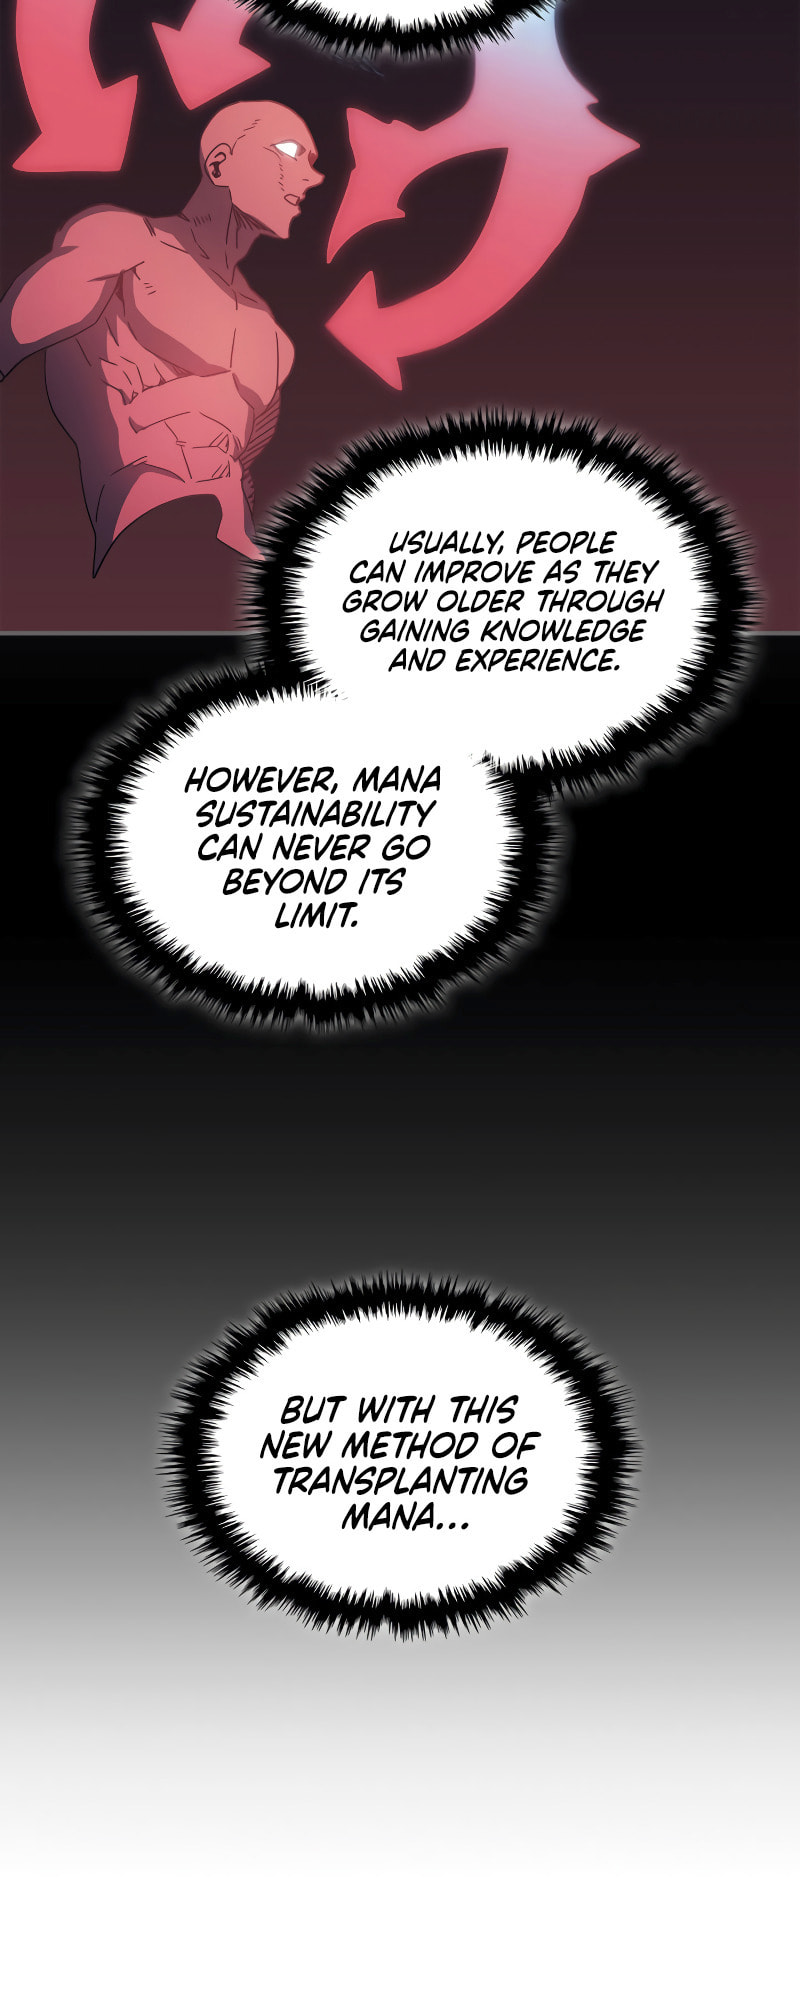 USUALLY, PEOPLE
CAN IMPROVE AS THEY
GROW OLDER THROUGH
GAINING KNOWLEDGE
AND EXPERIENCE.
HOWEVER, MANA
SUSTAINABILITY
CAN NEVER GO
BEYOND ITS
LIMIT.
BUT WITH THIS
NEW METHOD OF
TRANSPLANTING
MANA...